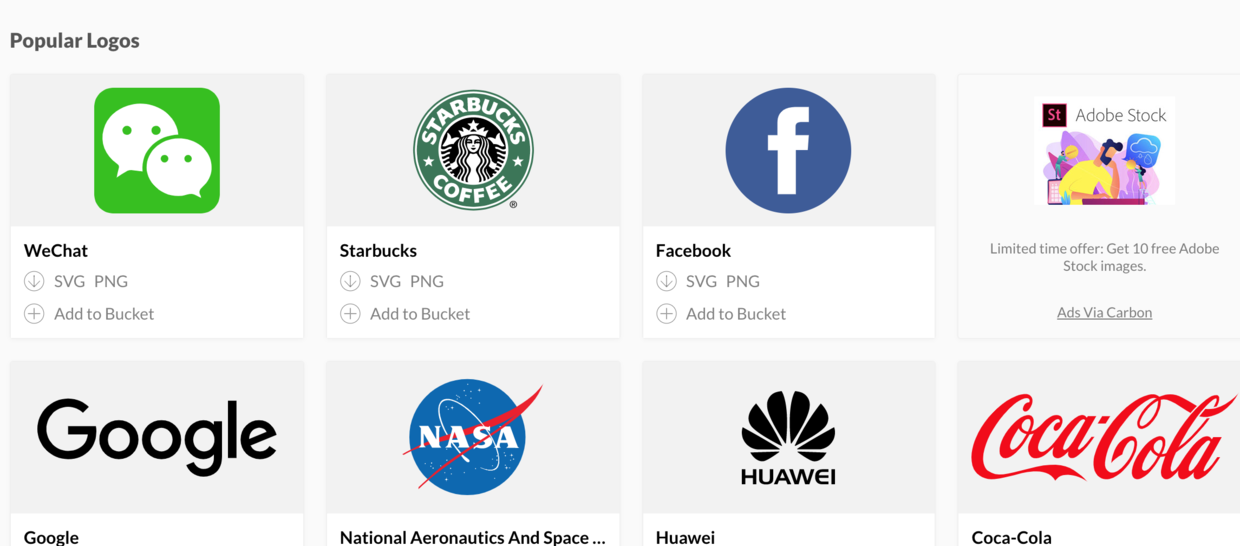 Popular Logos
STARBUCKS
COFFEE
®
f
St Adobe Stock
WeChat
SVG PNG
Add to Bucket
Starbucks
SVG PNG
Add to Bucket
Facebook
SVG PNG
Add to Bucket
Limited time offer: Get 10 free Adobe
Stock images.
Ads Via Carbon
Google
NASA
HUAWEI
Coca-Cola
Google
National Aeronautics And Space ...
Huawei
Coca-Cola